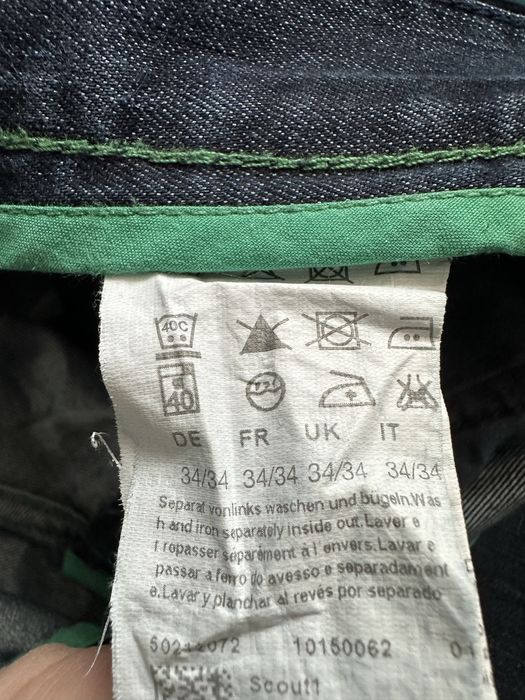 40C
40
DE FR UK IT
34/34 34/34 34/34 34/34
Separat vonlinks waschen und bügeln.Was
h and iron separately inside out.Laver e
t repasser séparément à l'envers.Lavar e
passar a ferro do avesso e separadament
e.Lavar y planchar al revés por separado
10150062
Scout1